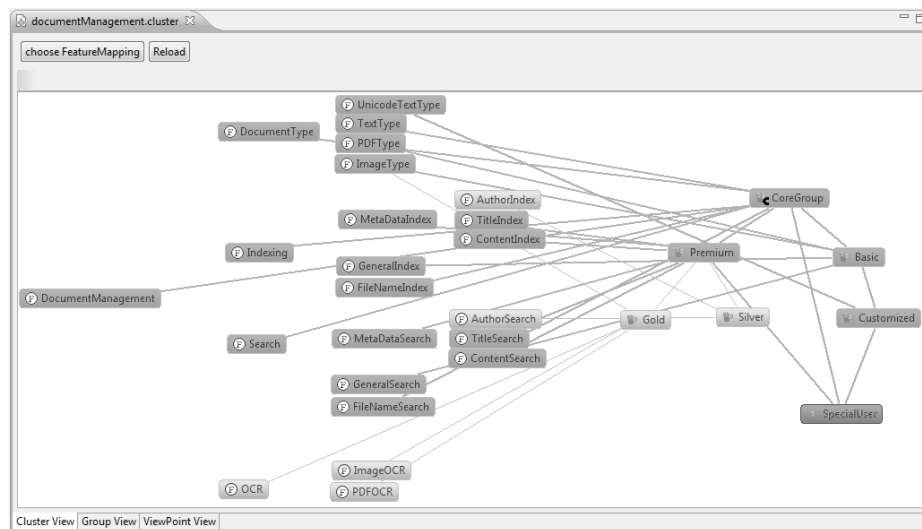 documentManagement.cluster
choose FeatureMapping Reload
F UnicodeTextType
F TextType
F DocumentType
F PDFType
F ImageType
CoreGroup
F AuthorIndex
F MetaDataIndex
F TitleIndex
F ContentIndex
F Indexing
Premium
Basic
F GeneralIndex
F FileNameIndex
F DocumentManagement
F AuthorSearch
Gold
Silver
Customized
F Search
F MetaDataSearch
F TitleSearch
F ContentSearch
F GeneralSearch
F FileNameSearch
SpecialUser
F ImageOCR
F OCR
F PDFOCR
Cluster View Group View ViewPoint View